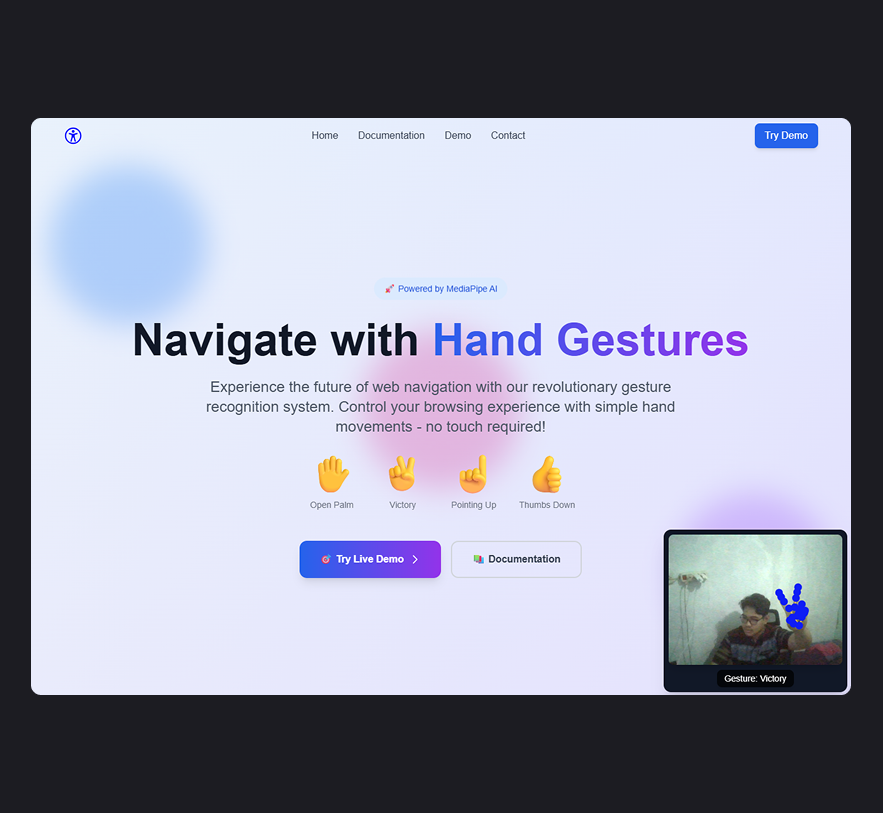 Home Documentation Demo Contact
Try Demo
🚀 Powered by MediaPipe AI
Navigate with Hand Gestures
Experience the future of web navigation with our revolutionary gesture
recognition system. Control your browsing experience with simple hand
movements - no touch required!
Open Palm Victory Pointing Up Thumbs Down
🎯 Try Live Demo
📚 Documentation
Gesture: Victory